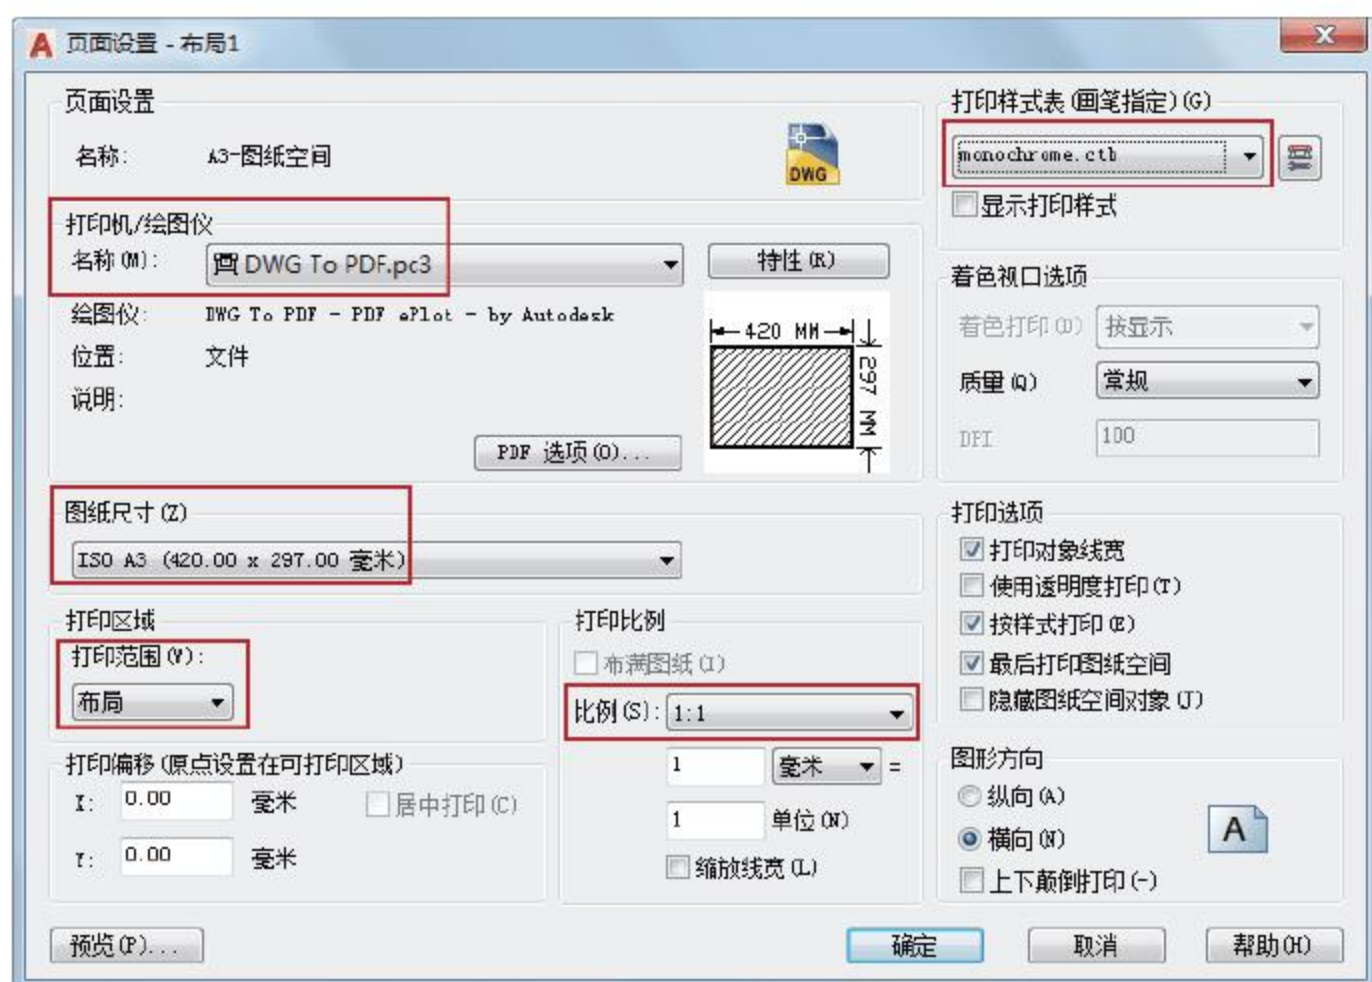 页面设置 - 布局1
页面设置
名称: A3-图纸空间
DWG
打印机/绘图仪
名称(M): DWG To PDF.pc3 特性(R)
绘图仪: DWG To PDF - PDF ePlot - by Autodesk
位置: 文件
说明:
420 MM
297 MM
PDF 选项(O)...
图纸尺寸(Z)
ISO A3 (420.00 x 297.00 毫米)
打印区域
打印范围(W):
布局
打印偏移(原点设置在可打印区域)
X: 0.00 毫米 居中打印(C)
Y: 0.00 毫米
打印比例
布满图纸(I)
比例(S): 1:1
1 毫米 =
1 单位(N)
缩放线宽(L)
打印样式表(画笔指定)(G)
monochrome.ctb
显示打印样式
着色视口选项
着色打印(D) 按显示
质量(Q) 常规
DPI 100
打印选项
打印对象线宽
使用透明度打印(T)
按样式打印(E)
最后打印图纸空间
隐藏图纸空间对象(J)
图形方向
纵向(A)
横向(N)
上下颠倒打印(-)
A
预览(P)... 确定 取消 帮助(H)